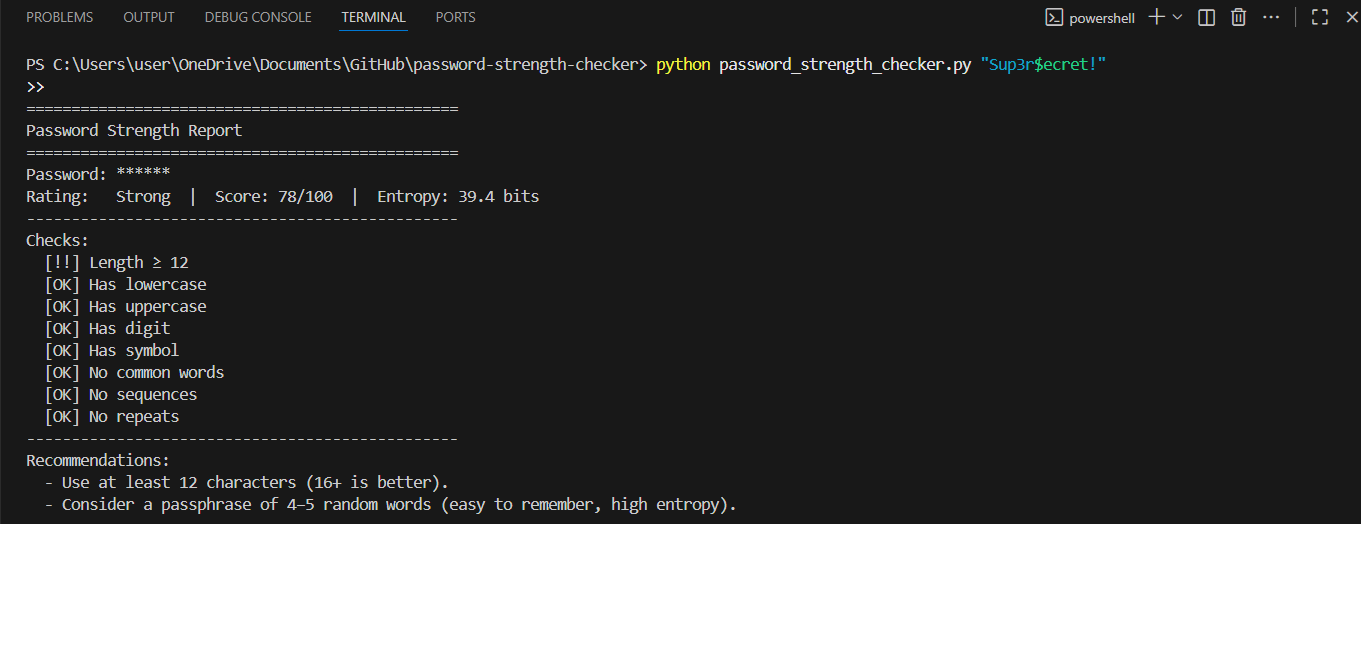 PROBLEMS OUTPUT DEBUG CONSOLE TERMINAL PORTS powershell
PS C:\Users\user\OneDrive\Documents\GitHub\password-strength-checker> python password_strength_checker.py "Sup3r$ecret!"
>>
================================================
Password Strength Report
================================================
Password: ******
Rating:   Strong  |  Score: 78/100  |  Entropy: 39.4 bits
------------------------------------------------
Checks:
  [!!] Length ≥ 12
  [OK] Has lowercase
  [OK] Has uppercase
  [OK] Has digit
  [OK] Has symbol
  [OK] No common words
  [OK] No sequences
  [OK] No repeats
------------------------------------------------
Recommendations:
  - Use at least 12 characters (16+ is better).
  - Consider a passphrase of 4–5 random words (easy to remember, high entropy).